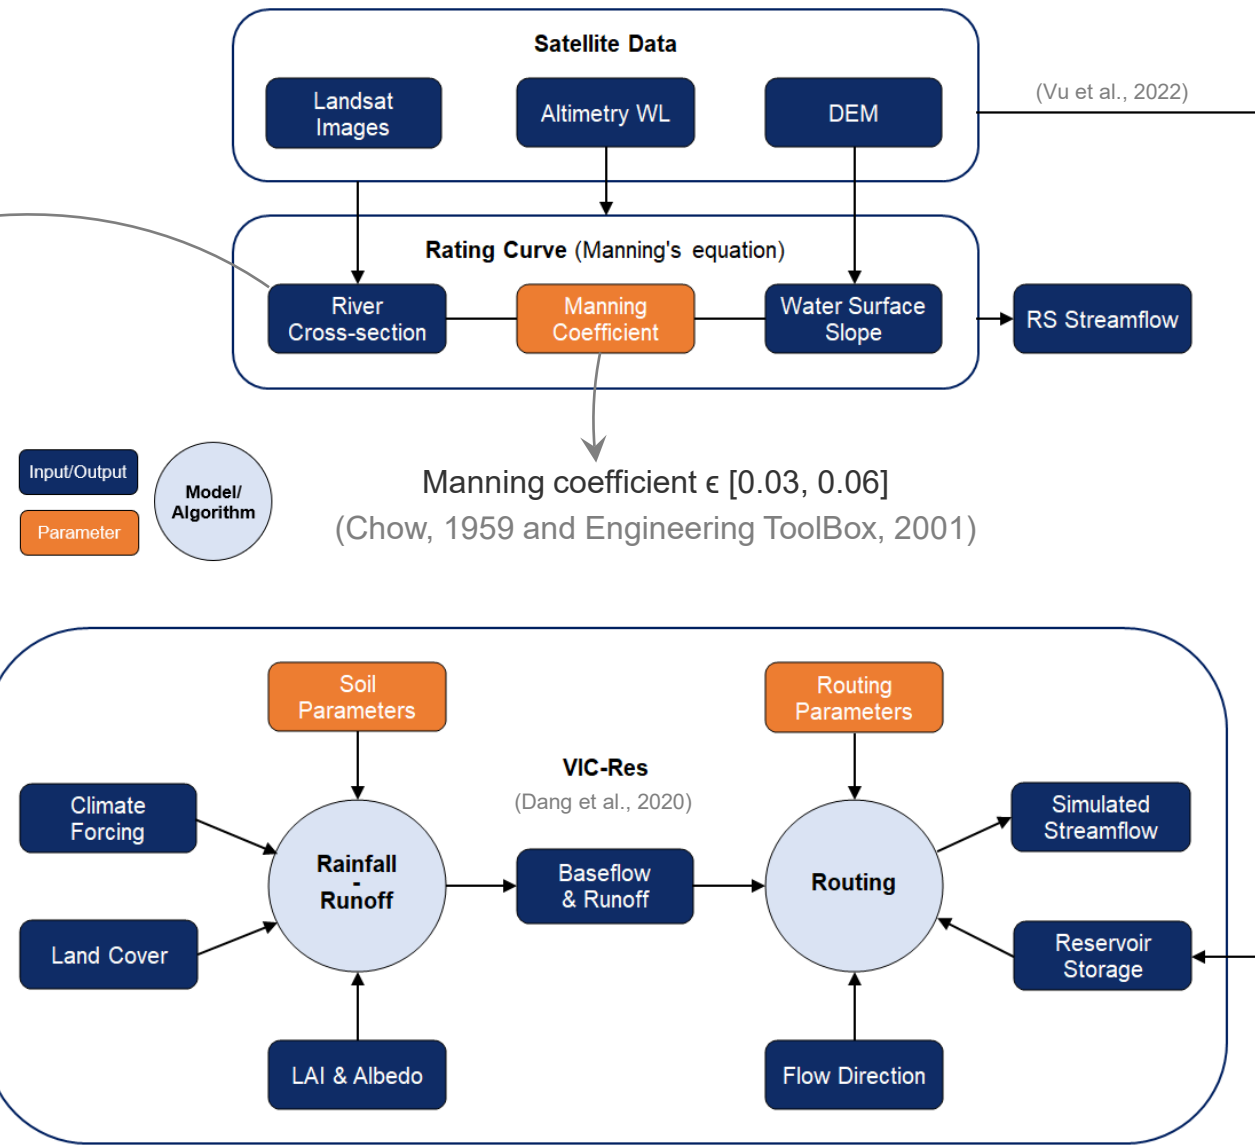 Satellite Data
Landsat
Images
Altimetry WL
DEM
(Vu et al., 2022)
Rating Curve (Manning's equation)
River
Cross-section
Manning
Coefficient
Water Surface
Slope
RS Streamflow
Input/Output
Parameter
Model/
Algorithm
Manning coefficient ϵ [0.03, 0.06]
(Chow, 1959 and Engineering ToolBox, 2001)
Soil
Parameters
Routing
Parameters
VIC-Res
(Dang et al., 2020)
Climate
Forcing
Rainfall
-
Runoff
Baseflow
& Runoff
Routing
Simulated
Streamflow
Land Cover
Reservoir
Storage
LAI & Albedo
Flow Direction